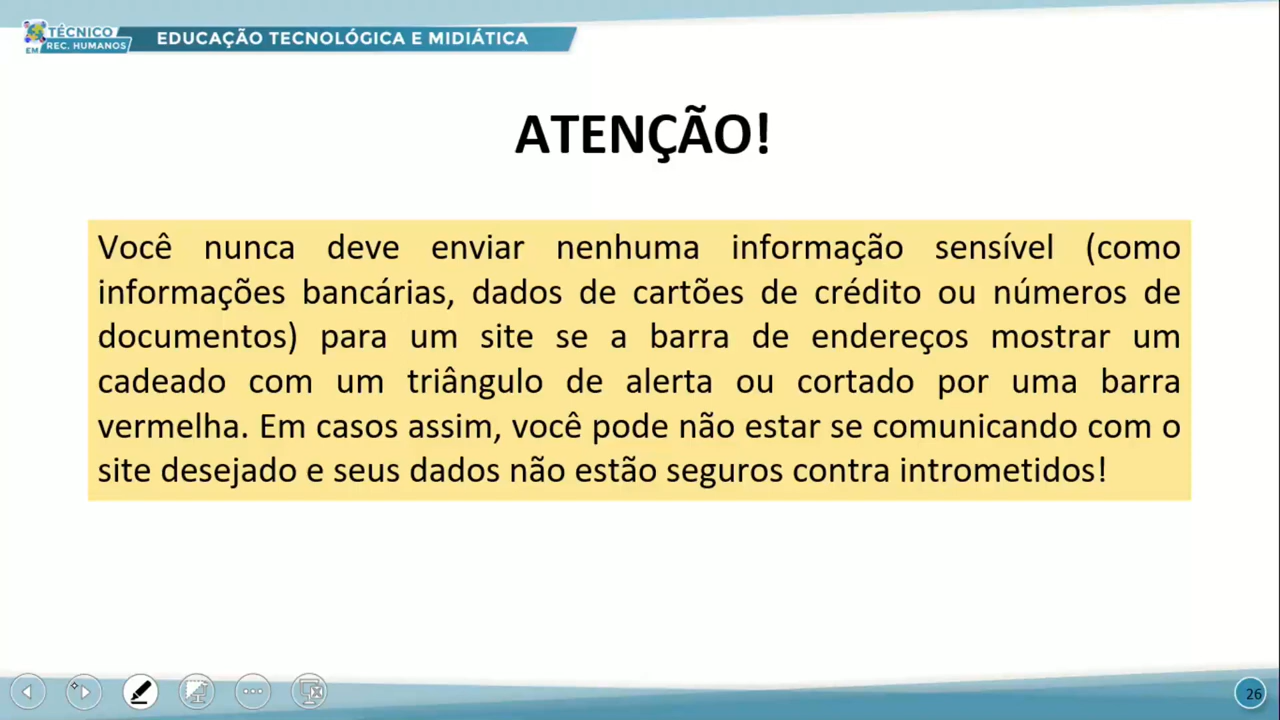 TÉCNICO
EM REC. HUMANOS
EDUCAÇÃO TECNOLÓGICA E MIDIÁTICA
ATENÇÃO!
Você nunca deve enviar nenhuma informação sensível (como
informações bancárias, dados de cartões de crédito ou números de
documentos) para um site se a barra de endereços mostrar um
cadeado com um triângulo de alerta ou cortado por uma barra
vermelha. Em casos assim, você pode não estar se comunicando com o
site desejado e seus dados não estão seguros contra intrometidos!
26